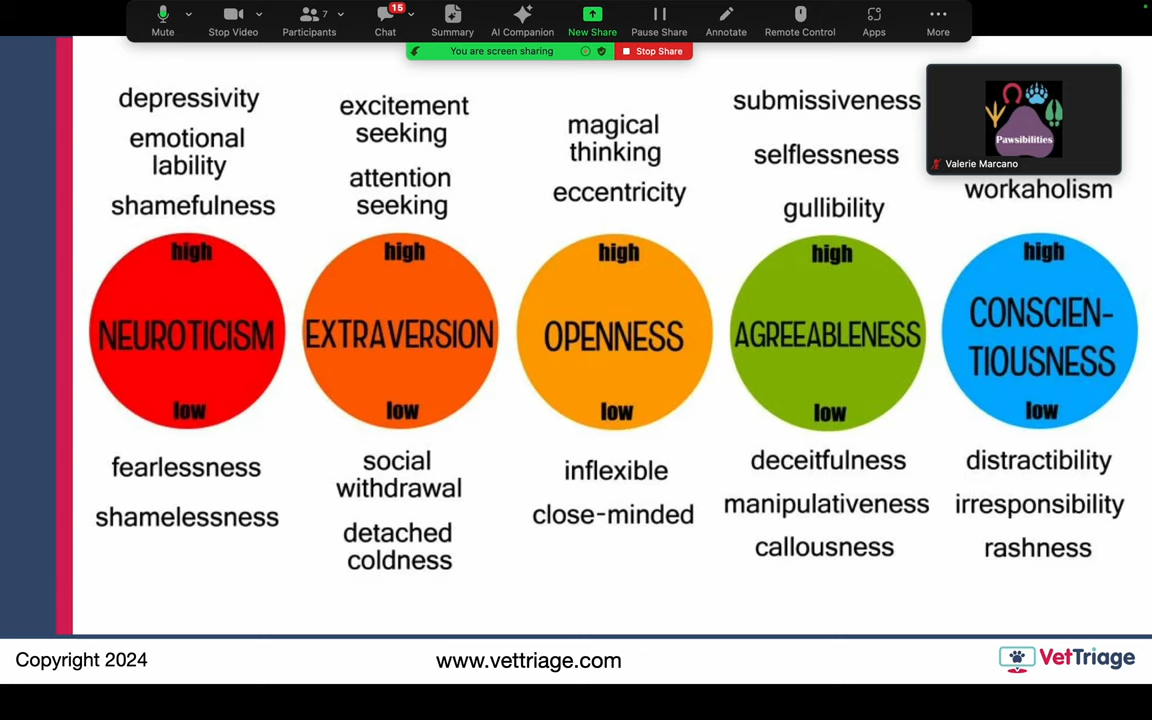 Mute
Stop Video
7
Participants
15
Chat
Summary
AI Companion
New Share
Pause Share
Annotate
Remote Control
Apps
More
You are screen sharing
Stop Share
Pawsibilities
Valerie Marcano
depressivity
emotional
lability
shamefulness
high
NEUROTICISM
low
fearlessness
shamelessness
excitement
seeking
attention
seeking
high
EXTRAVERSION
low
social
withdrawal
detached
coldness
magical
thinking
eccentricity
high
OPENNESS
low
inflexible
close-minded
submissiveness
selflessness
gullibility
high
AGREEABLENESS
low
deceitfulness
manipulativeness
callousness
workaholism
high
CONSCIEN-
TIOUSNESS
low
distractibility
irresponsibility
rashness
Copyright 2024
www.vettriage.com
VetTriage